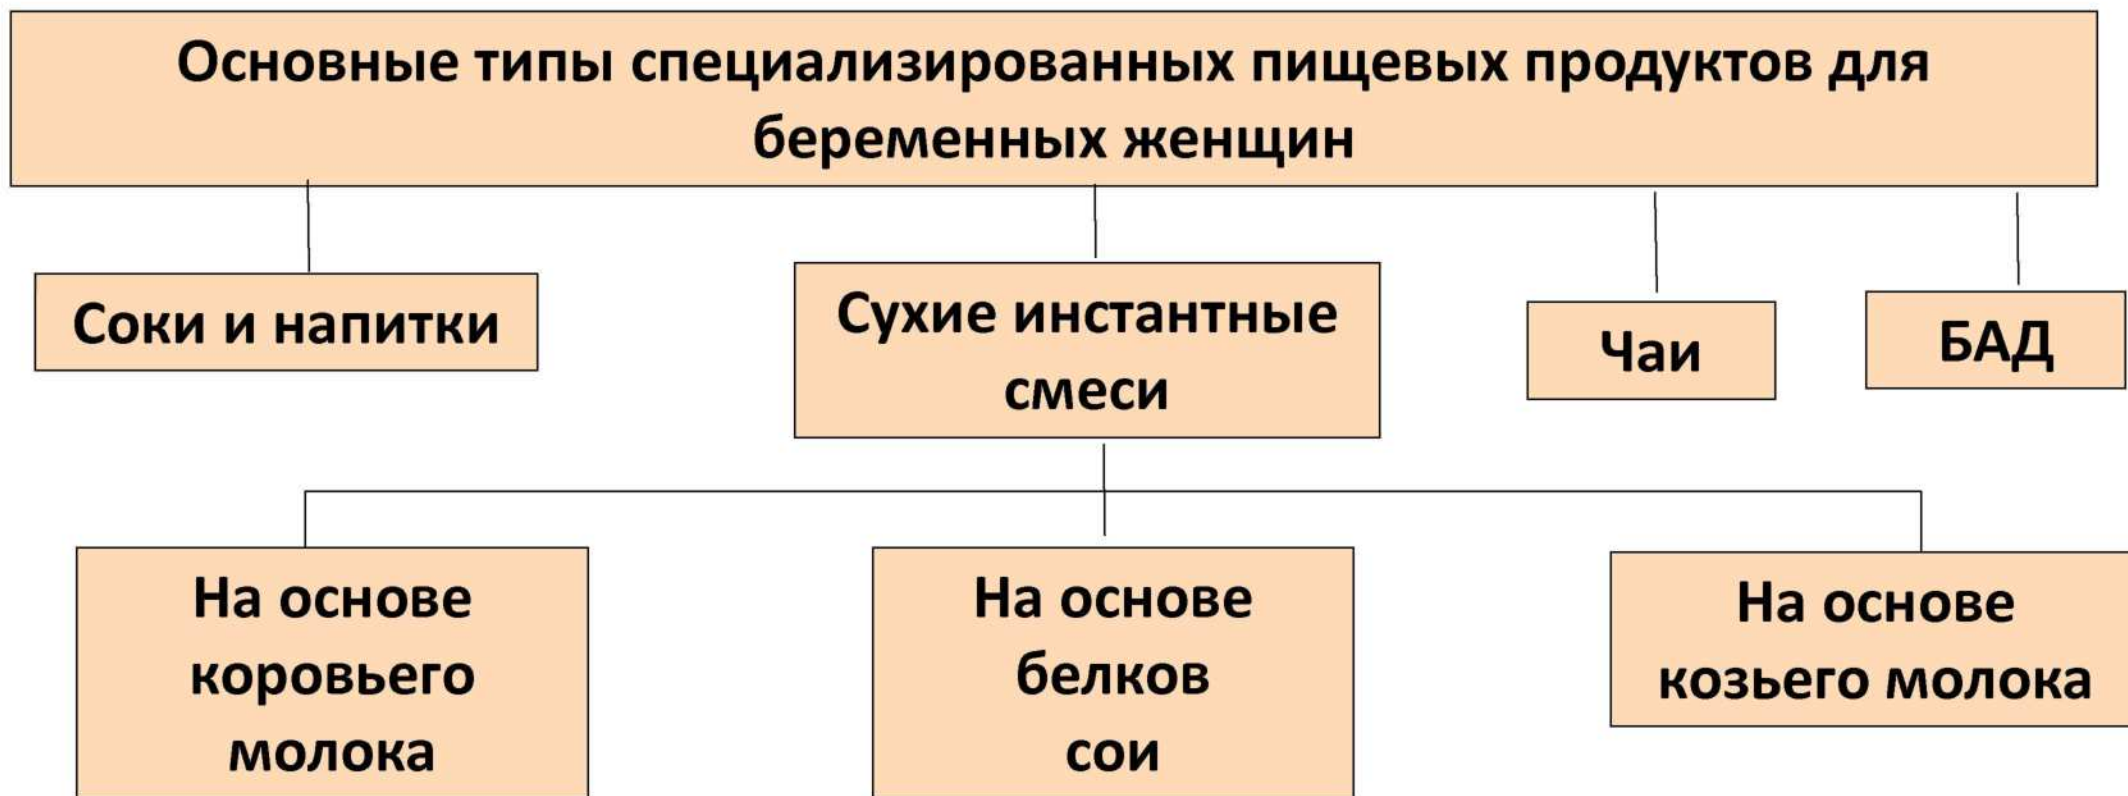 Основные типы специализированных пищевых продуктов для
беременных женщин
Соки и напитки
Сухие инстантные
смеси
Чаи
БАД
На основе
коровьего
молока
На основе
белков
сои
На основе
козьего молока